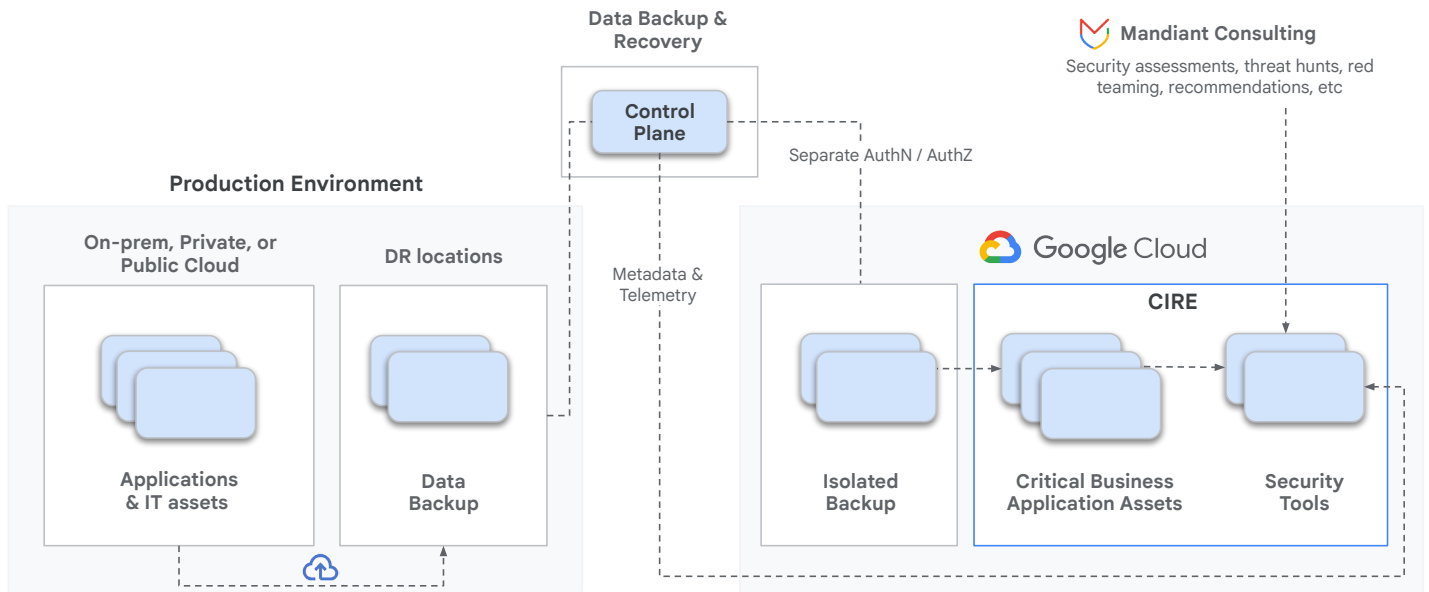 Data Backup &
Recovery
Control
Plane
Mandiant Consulting
Security assessments, threat hunts, red
teaming, recommendations, etc
Separate AuthN / AuthZ
Production Environment
On-prem, Private, or
Public Cloud
DR locations
Applications
& IT assets
Data
Backup
Metadata &
Telemetry
Google Cloud
CIRE
Isolated
Backup
Critical Business
Application Assets
Security
Tools